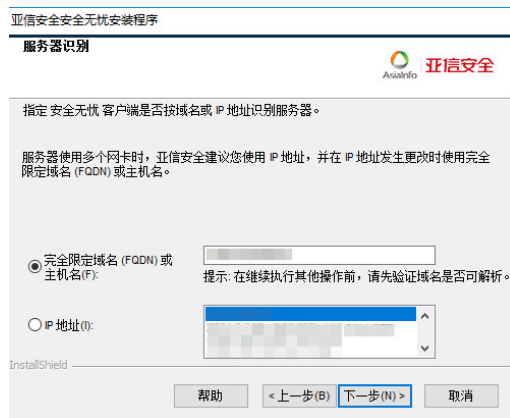 亚信安全安全无忧安装程序
服务器识别
AsiaInfo 亚信安全
指定 安全无忧 客户端是否按域名或 IP 地址识别服务器。
服务器使用多个网卡时，亚信安全建议您使用 IP 地址，并在 IP 地址发生更改时使用完全
限定域名 (FQDN) 或主机名。
完全限定域名 (FQDN) 或
主机名(F):
提示: 在继续执行其他操作前，请先验证域名是否可解析。
IP 地址(I):
InstallShield
帮助 <上一步(B) 下一步(N)> 取消